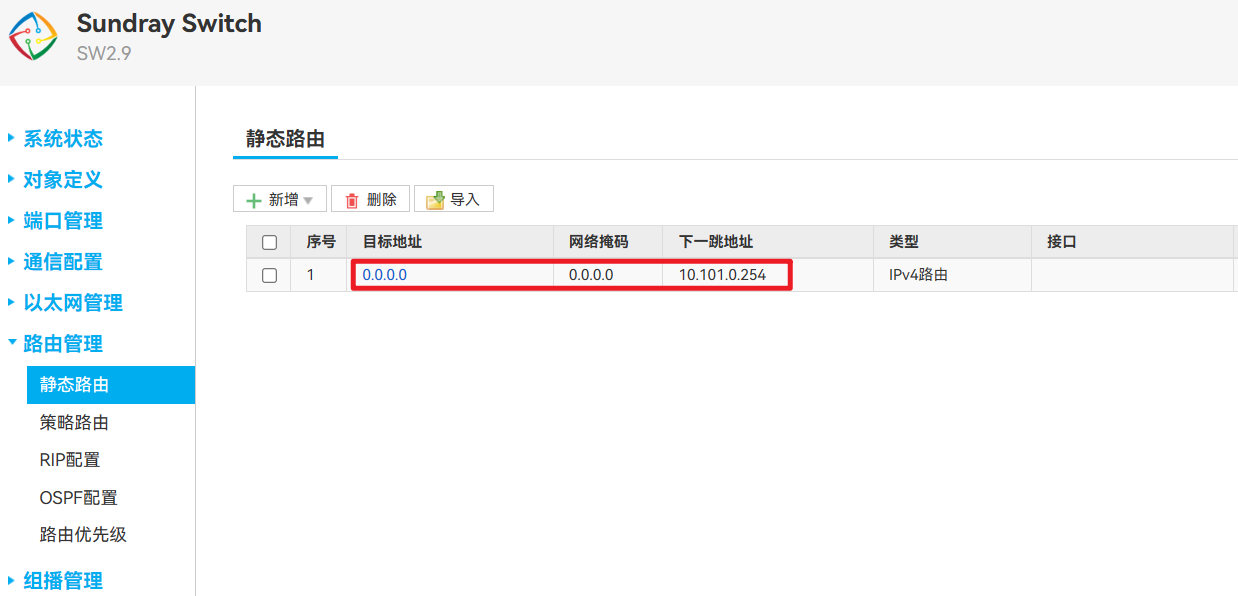 Sundray Switch
SW2.9
系统状态
对象定义
端口管理
通信配置
以太网管理
路由管理
静态路由
策略路由
RIP配置
OSPF配置
路由优先级
组播管理
静态路由
新增 删除 导入
序号 目标地址 网络掩码 下一跳地址 类型 接口
1 0.0.0.0 0.0.0.0 10.101.0.254 IPv4路由